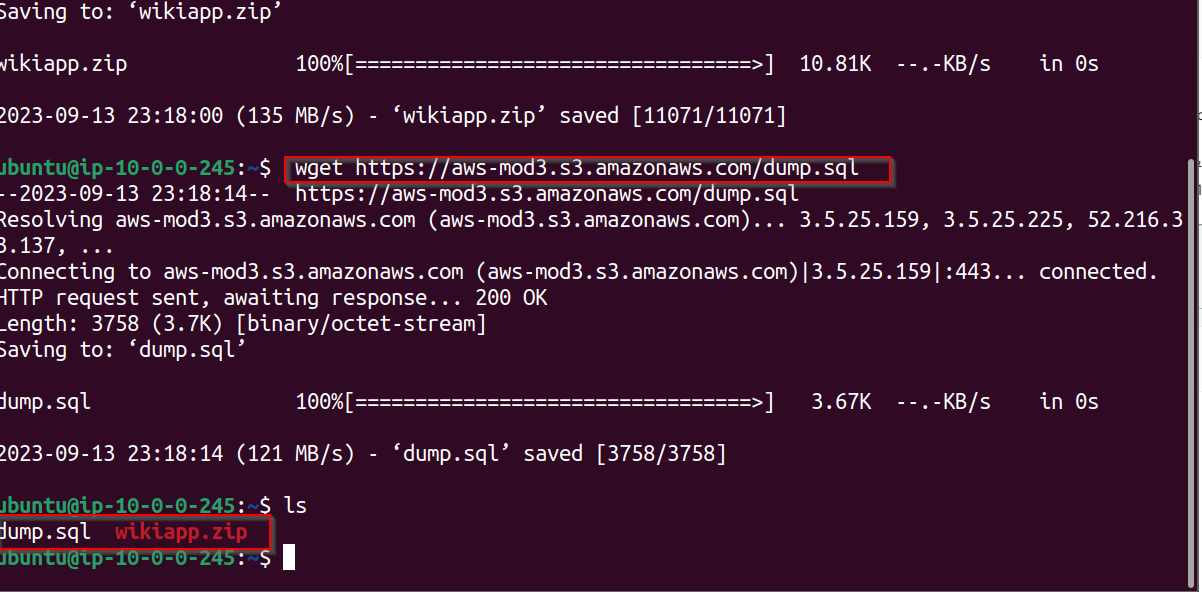 Saving to: ‘wikiapp.zip’
wikiapp.zip 100%[=================================>] 10.81K --.-KB/s in 0s
2023-09-13 23:18:00 (135 MB/s) - ‘wikiapp.zip’ saved [11071/11071]
ubuntu@ip-10-0-0-245:~$ wget https://aws-mod3.s3.amazonaws.com/dump.sql
--2023-09-13 23:18:14-- https://aws-mod3.s3.amazonaws.com/dump.sql
Resolving aws-mod3.s3.amazonaws.com (aws-mod3.s3.amazonaws.com)... 3.5.25.159, 3.5.25.225, 52.216.3
3.137, ...
Connecting to aws-mod3.s3.amazonaws.com (aws-mod3.s3.amazonaws.com)|3.5.25.159|:443... connected.
HTTP request sent, awaiting response... 200 OK
Length: 3758 (3.7K) [binary/octet-stream]
Saving to: ‘dump.sql’
dump.sql 100%[=================================>] 3.67K --.-KB/s in 0s
2023-09-13 23:18:14 (121 MB/s) - ‘dump.sql’ saved [3758/3758]
ubuntu@ip-10-0-0-245:~$ ls
dump.sql wikiapp.zip
ubuntu@ip-10-0-0-245:~$